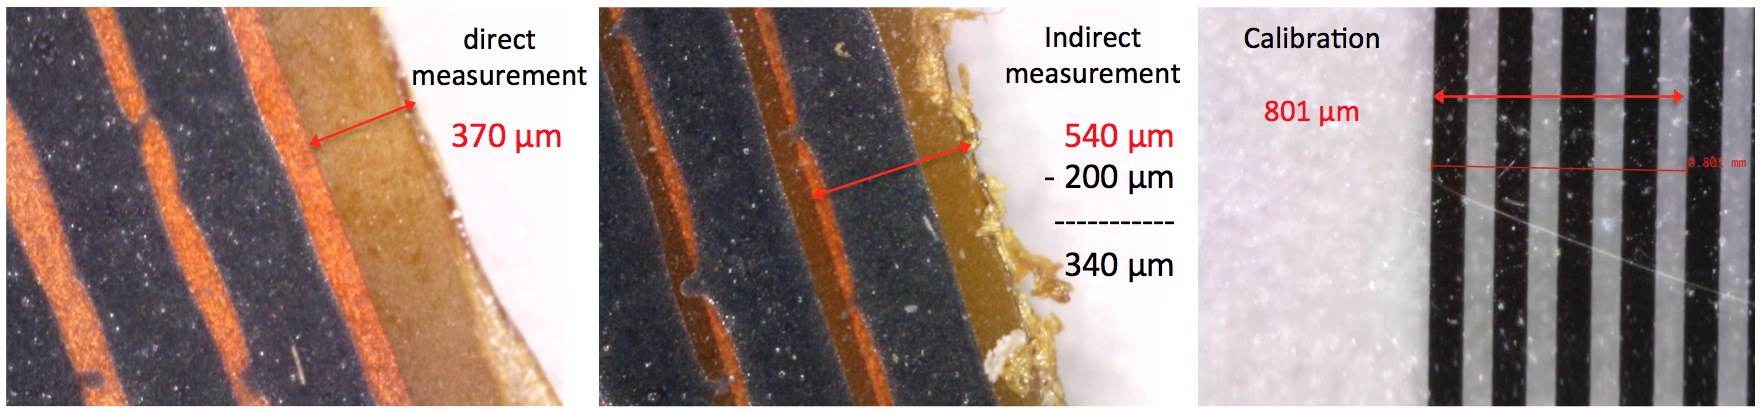 direct
measurement
370 µm
Indirect
measurement
540 µm
- 200 µm
-----------
340 µm
Calibration
801 µm
0.801 mm